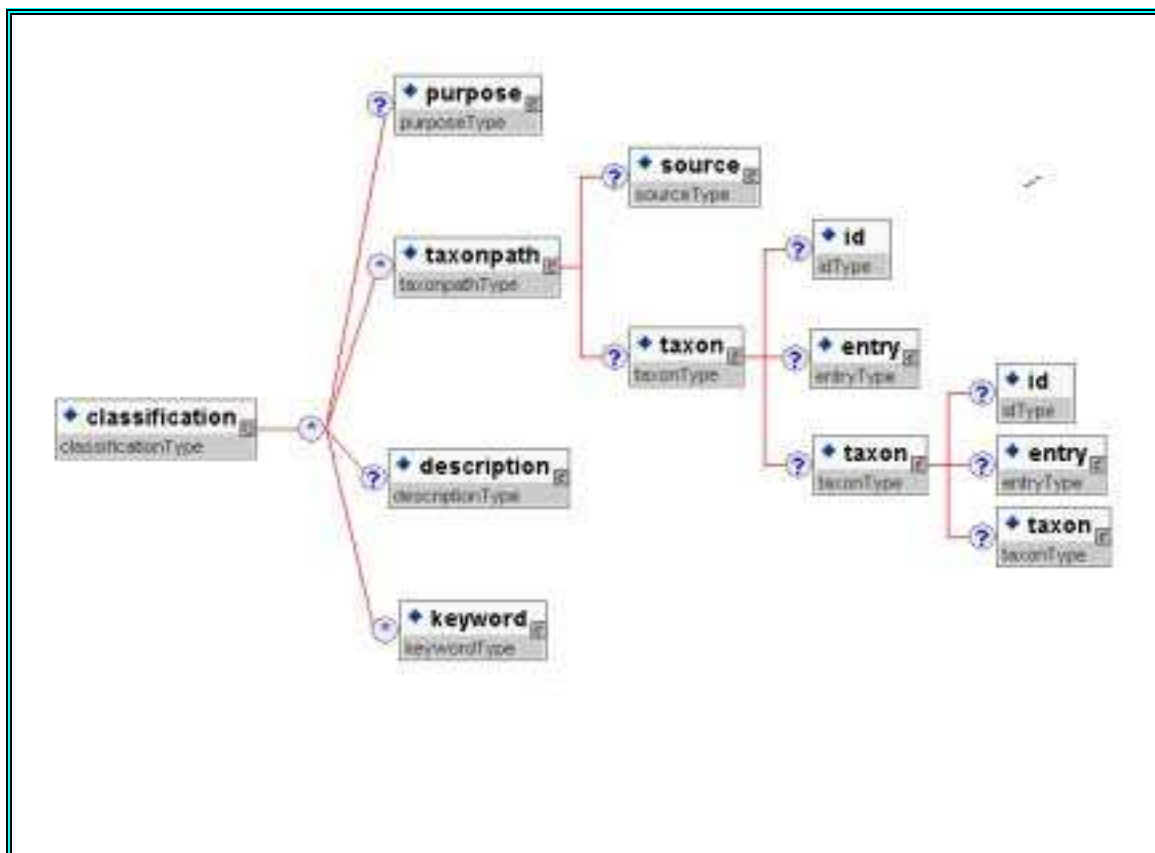 purpose
purposeType
source
sourceType
taxonpath
taxonpathType
id
idType
taxon
taxonType
entry
entryType
classification
classificationType
id
idType
taxon
taxonType
entry
entryType
description
descriptionType
taxon
taxonType
keyword
keywordType